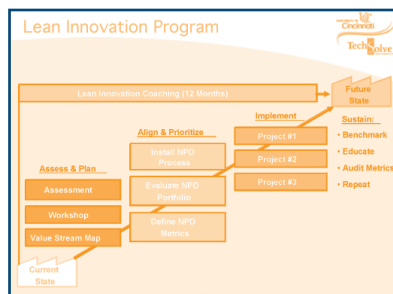 Lean Innovation Program
Cincinnati
TechSolve
Lean Innovation Coaching (12 Months)
Future
State
Implement
Sustain:
Project #1
• Benchmark
Align & Prioritize
Install NPD
Process
Project #2
• Educate
Assess & Plan
Project #3
• Audit Metrics
Assessment
Evaluate NPD
Portfolio
• Repeat
Workshop
Define NPD
Metrics
Value Stream Map
Current
State